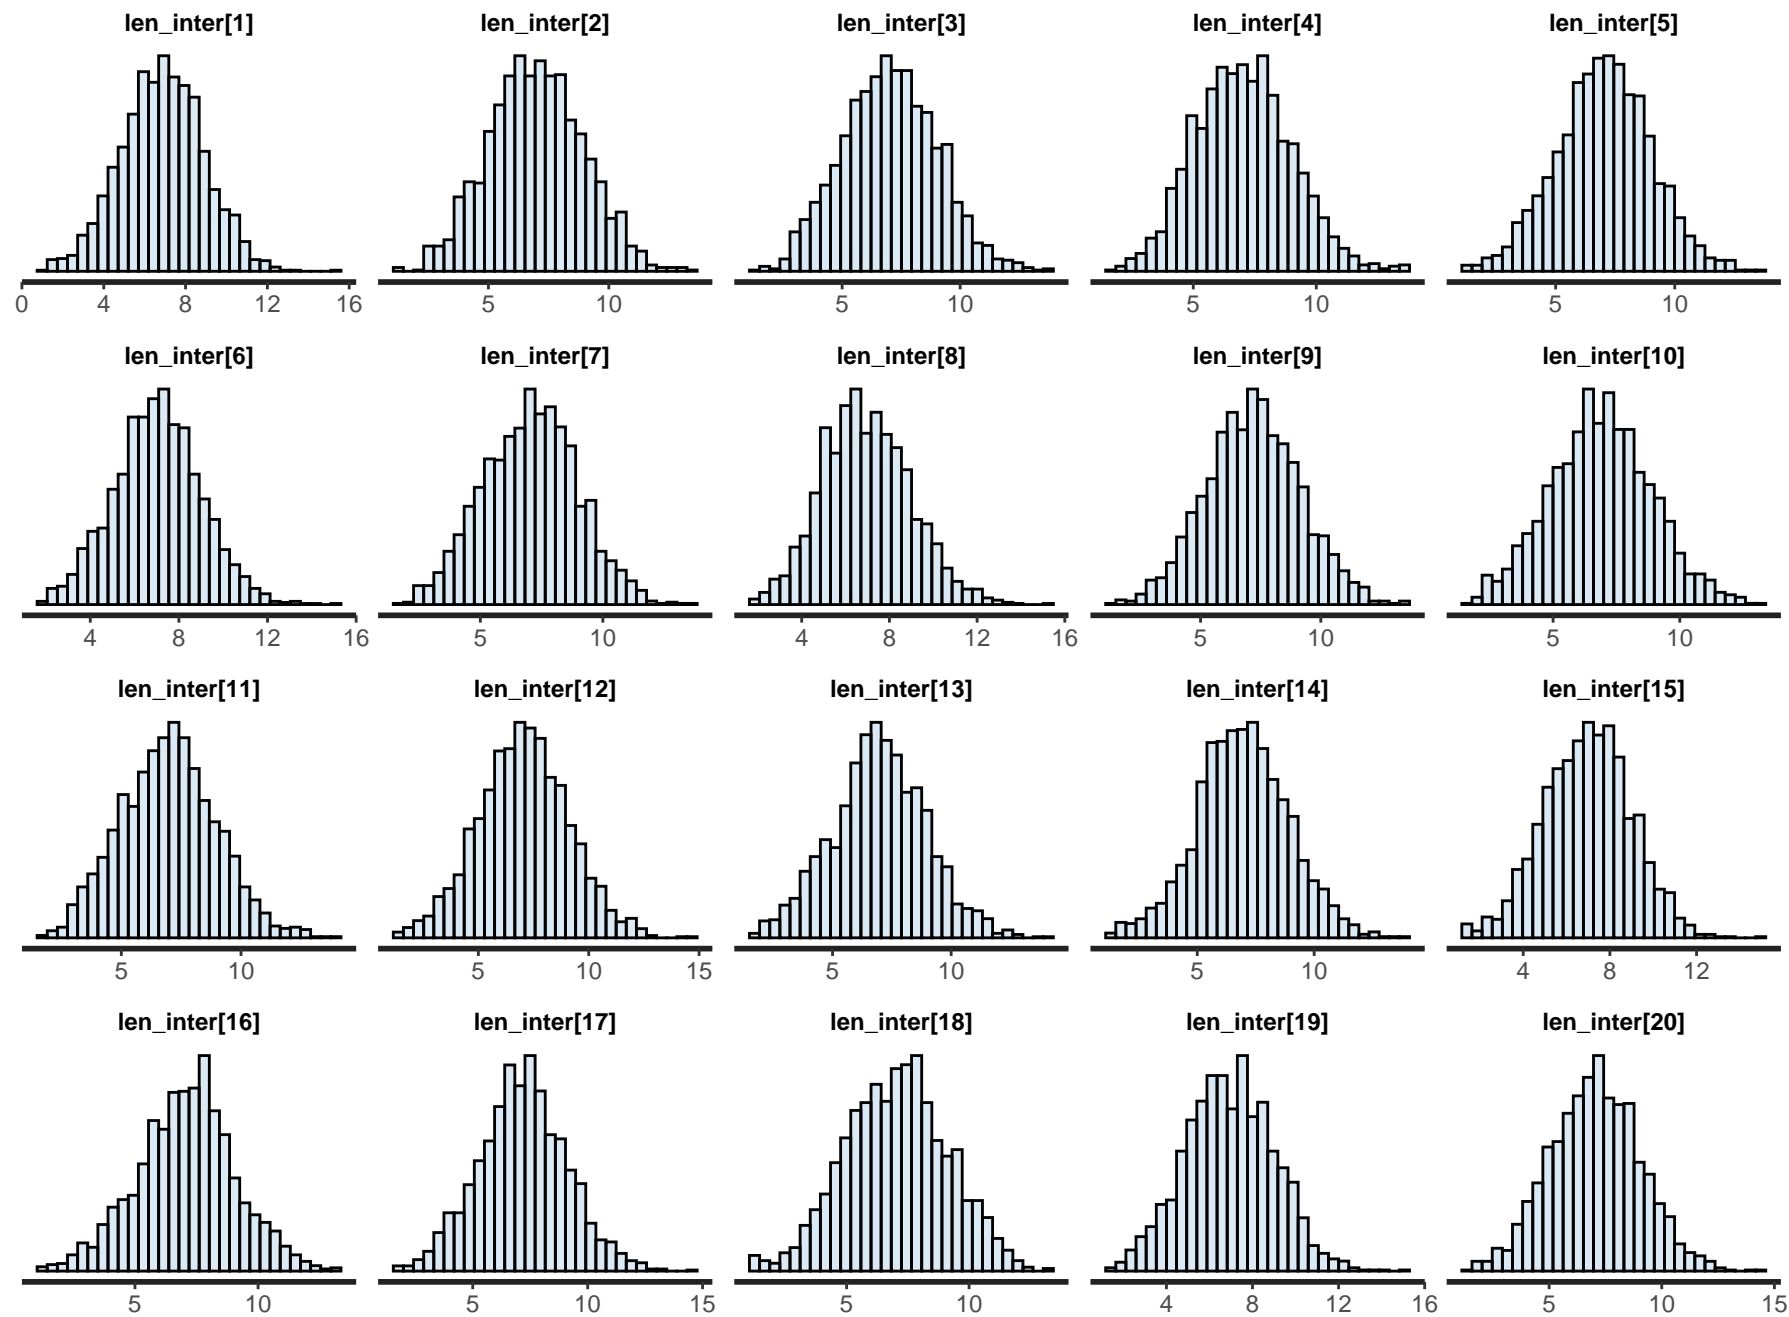 len_inter[1] len_inter[2] len_inter[3] len_inter[4] len_inter[5]
0 4 8 12 16 5 10 5 10 5 10 5 10
len_inter[6] len_inter[7] len_inter[8] len_inter[9] len_inter[10]
4 8 12 16 5 10 4 8 12 16 5 10 5 10
len_inter[11] len_inter[12] len_inter[13] len_inter[14] len_inter[15]
5 10 5 10 15 5 10 5 10 4 8 12
len_inter[16] len_inter[17] len_inter[18] len_inter[19] len_inter[20]
5 10 5 10 15 5 10 4 8 12 16 5 10 15